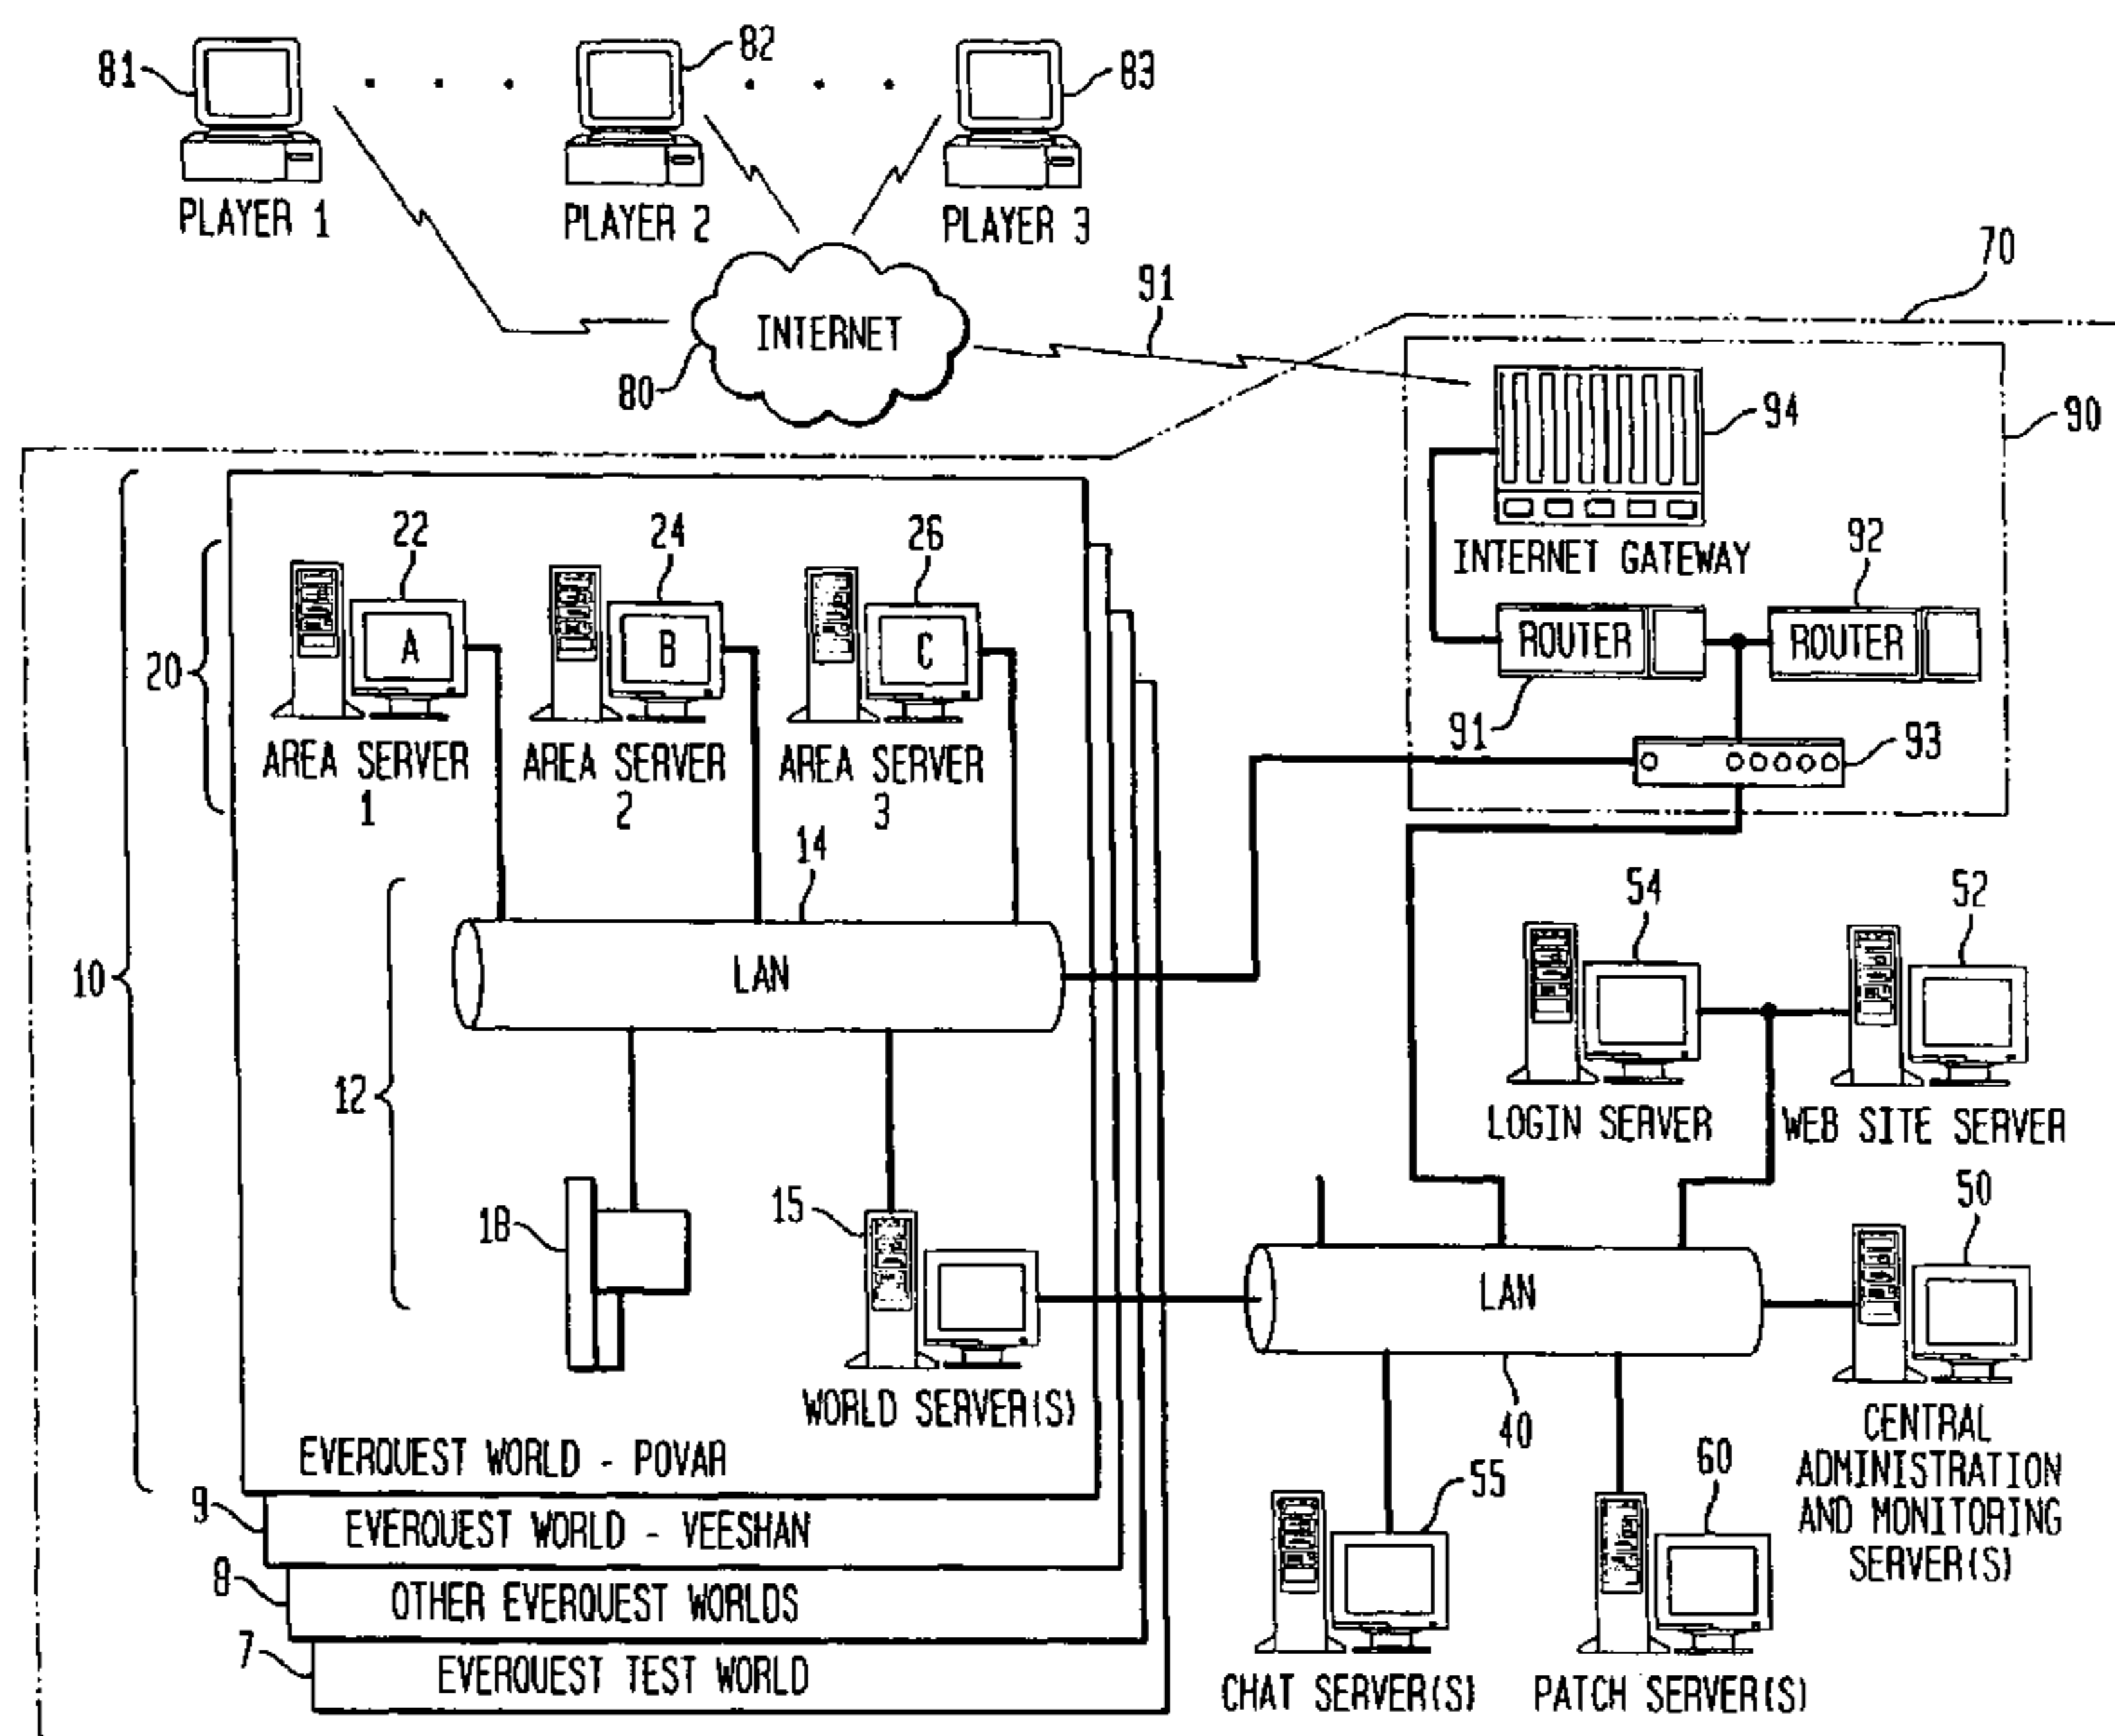 81
82
83
PLAYER 1
PLAYER 2
PLAYER 3
70
91
INTERNET
80
94
90
INTERNET GATEWAY
92
ROUTER
ROUTER
91
93
10
20
22
24
26
A
B
C
AREA SERVER
1
AREA SERVER
2
AREA SERVER
3
14
LAN
12
18
15
WORLD SERVER(S)
EVERQUEST WORLD - POVAR
9
EVERQUEST WORLD - VEESHAN
8
OTHER EVERQUEST WORLDS
7
EVERQUEST TEST WORLD
54
52
LOGIN SERVER
WEB SITE SERVER
50
LAN
40
CENTRAL
ADMINISTRATION
AND MONITORING
SERVER(S)
55
60
CHAT SERVER(S)
PATCH SERVER(S)